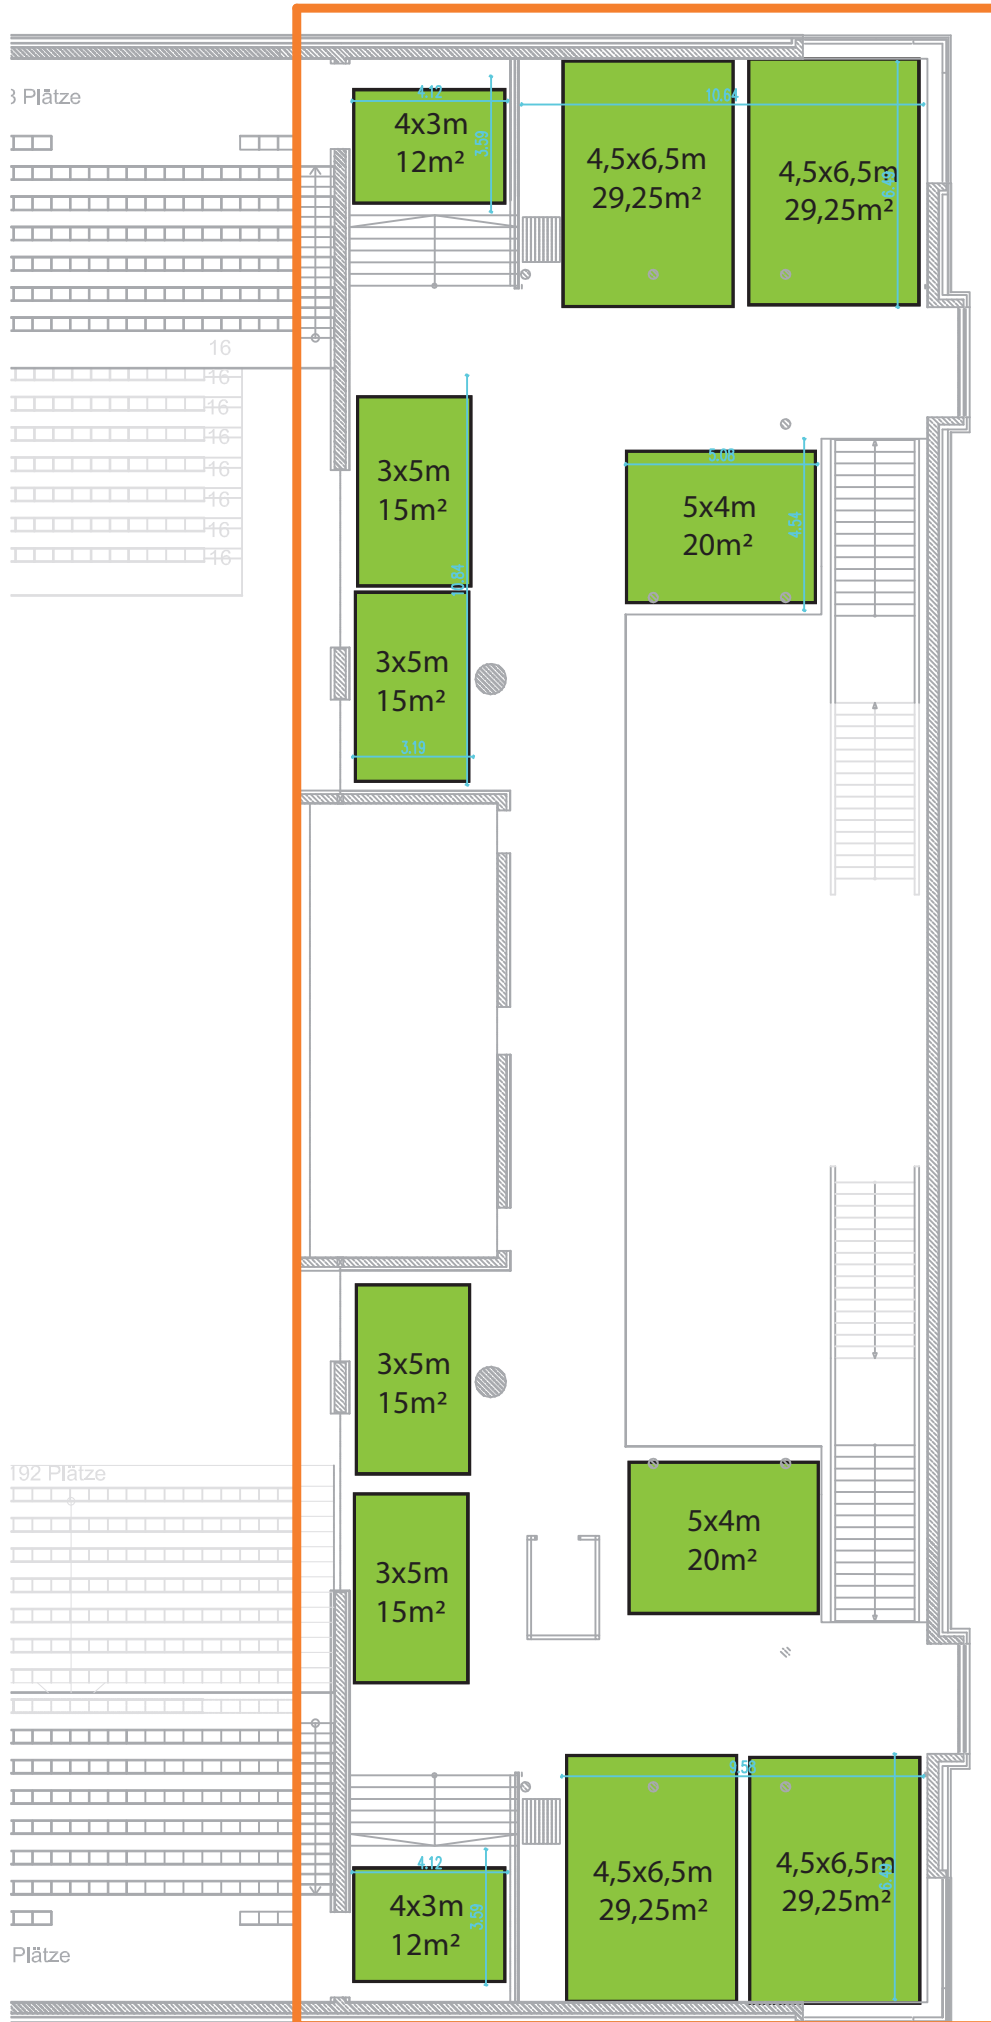 3 Plätze
4.12
4x3m
12m²
3.59
10.64
4,5x6,5m
29,25m²
4,5x6,5m
29,25m²
16
16
16
16
16
16
16
16
3x5m
15m²
10.84
5.08
5x4m
20m²
4.54
3x5m
15m²
3.19
3x5m
15m²
192 Plätze
5x4m
20m²
3x5m
15m²
9.58
4.12
4x3m
12m²
3.59
4,5x6,5m
29,25m²
4,5x6,5m
29,25m²
Plätze